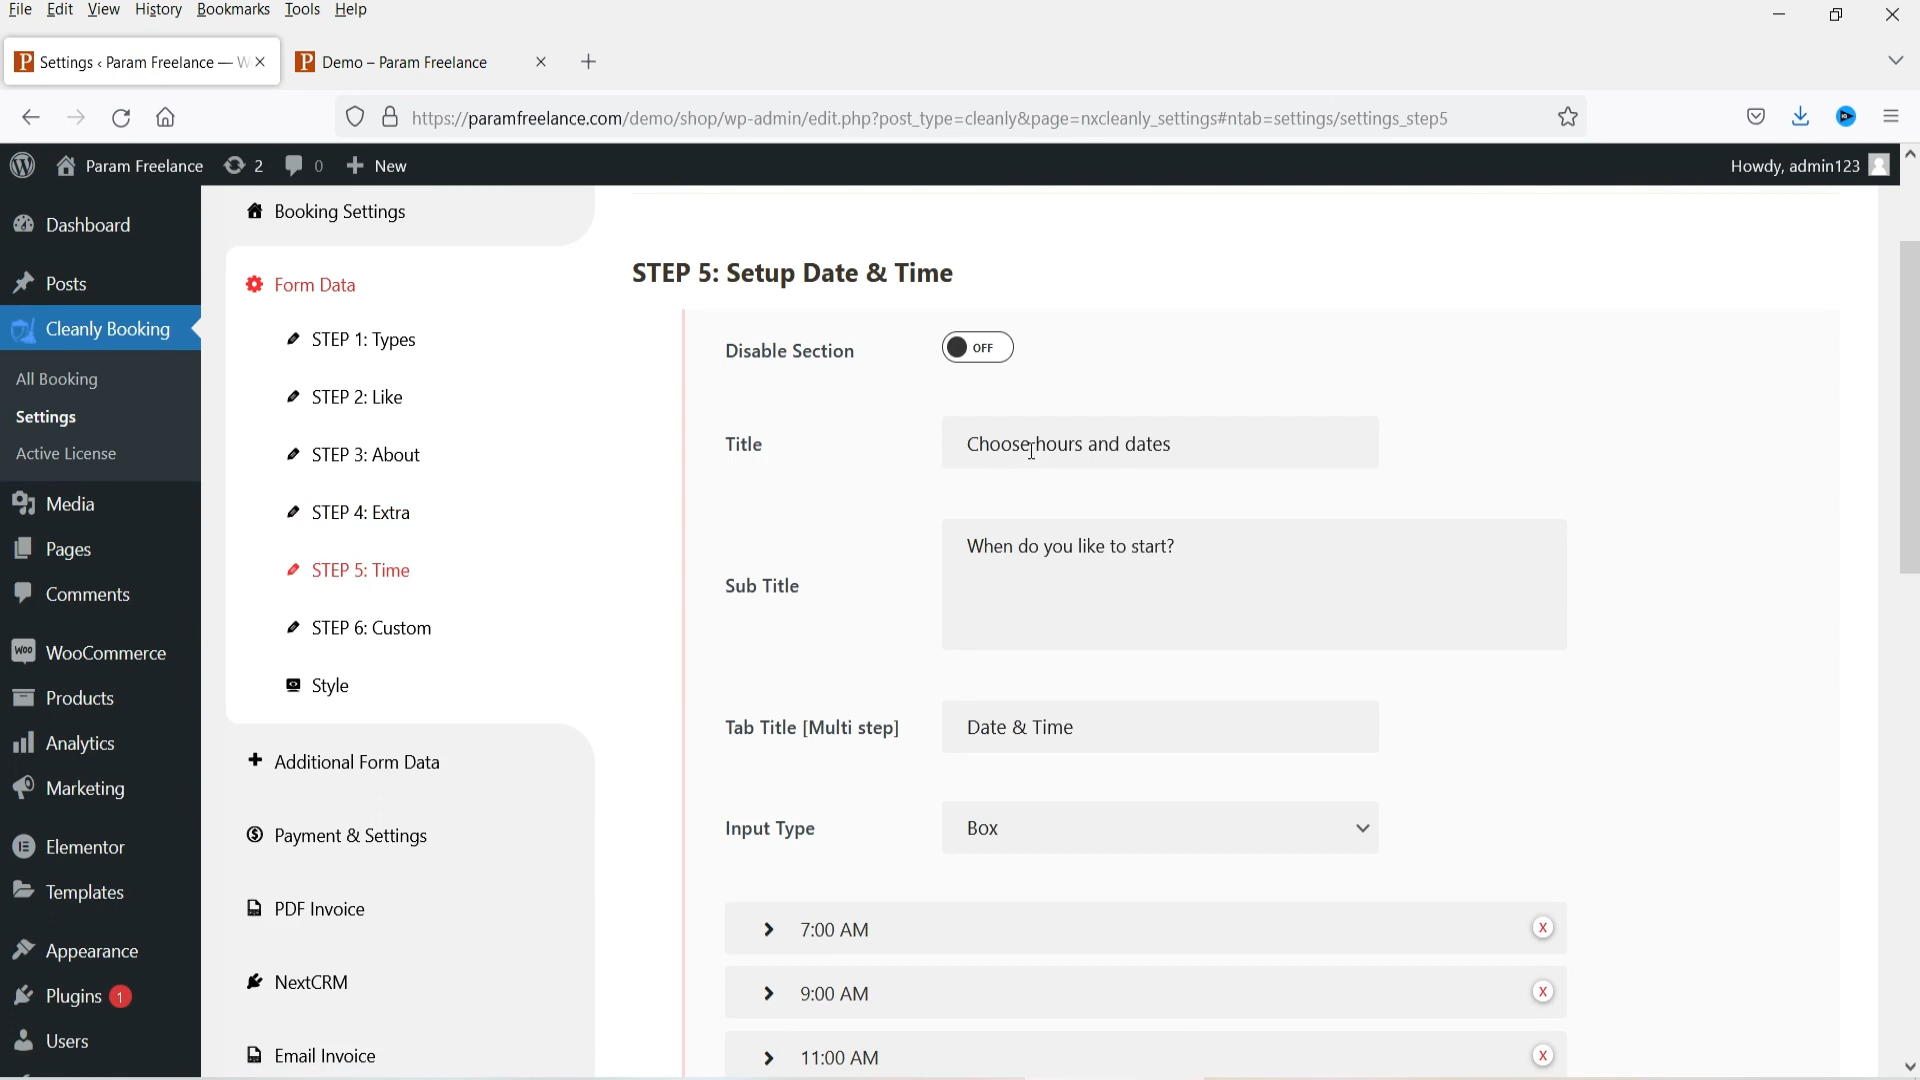 File Edit View History Bookmarks Tools Help
Settings ‹ Param Freelance — W
Demo – Param Freelance
https://paramfreelance.com/demo/shop/wp-admin/edit.php?post_type=cleanly&page=nxcleanly_settings#ntab=settings/settings_step5
Param Freelance 2 0 New
Howdy, admin123
Dashboard
Posts
Cleanly Booking
All Booking
Settings
Active License
Media
Pages
Comments
WooCommerce
Products
Analytics
Marketing
Elementor
Templates
Appearance
Plugins 1
Users
Booking Settings
Form Data
STEP 1: Types
STEP 2: Like
STEP 3: About
STEP 4: Extra
STEP 5: Time
STEP 6: Custom
Style
Additional Form Data
Payment & Settings
PDF Invoice
NextCRM
Email Invoice
STEP 5: Setup Date & Time
Disable Section OFF
Title Choose hours and dates
Sub Title When do you like to start?
Tab Title [Multi step] Date & Time
Input Type Box
7:00 AM X
9:00 AM X
11:00 AM X